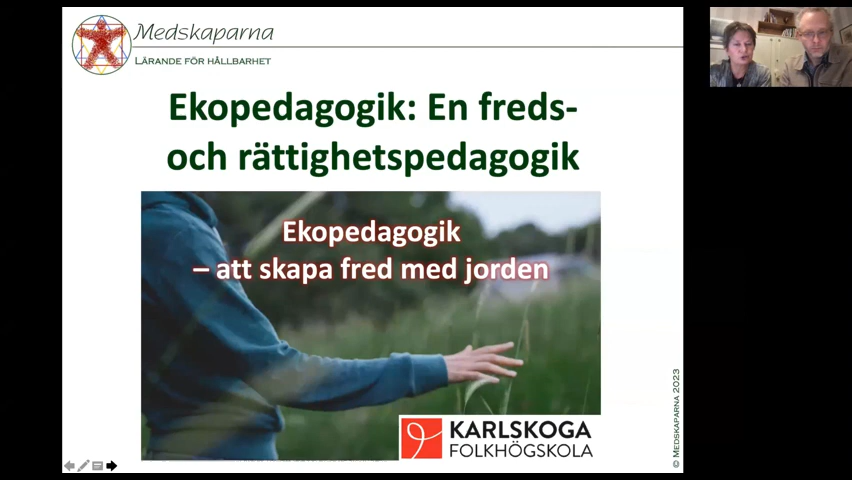 Medskaparna
LÄRANDE FÖR HÅLLBARHET
Ekopedagogik: En freds-
och rättighetspedagogik
Ekopedagogik
– att skapa fred med jorden
KARLSKOGA
FOLKHÖGSKOLA
© MEDSKAPARNA 2023